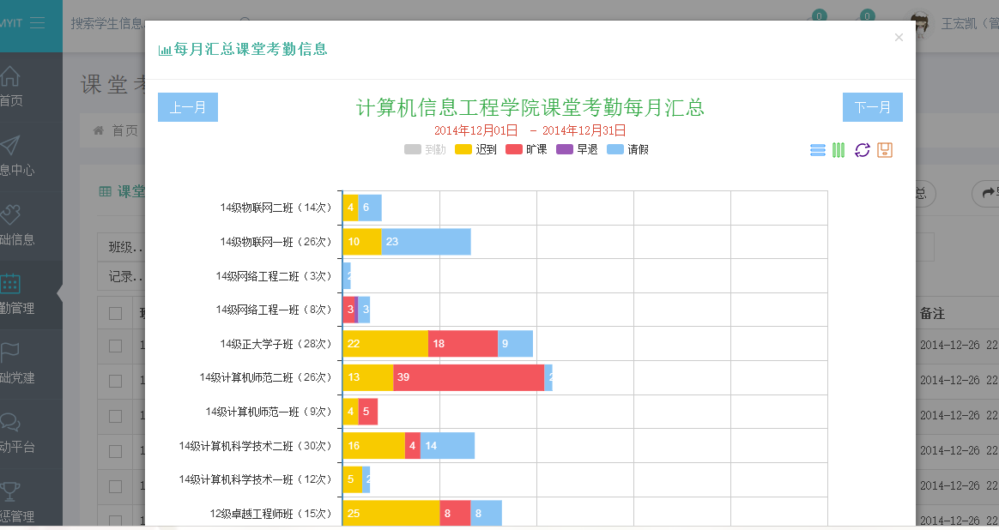 MYIT
搜索学生信息
0
0
王宏凯（管
首页
息中心
础信息
勤管理
础党建
动平台
惩管理
课堂考
首页
课堂
班级..
记录..
总
备注
2014-12-26 22
2014-12-26 22
2014-12-26 22
2014-12-26 22
2014-12-26 22
2014-12-26 22
每月汇总课堂考勤信息
×
上一月
计算机信息工程学院课堂考勤每月汇总
下一月
2014年12月01日 - 2014年12月31日
到勤 迟到 旷课 早退 请假
14级物联网二班（14次） 4 6
14级物联网一班（26次） 10 23
14级网络工程二班（3次） 2
14级网络工程一班（8次） 3 3
14级正大学子班（28次） 22 18 9
14级计算机师范二班（26次） 13 39 2
14级计算机师范一班（9次） 4 5
14级计算机科学技术二班（30次） 16 4 14
14级计算机科学技术一班（12次） 5 2
12级卓越工程师班（15次） 25 8 8